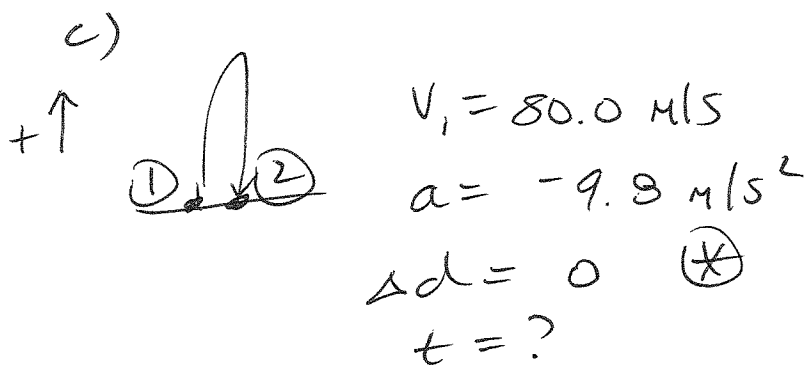 c)
+↑
① ②
v₁ = 80.0 m/s
a = -9.8 m/s²
Δd = 0 ⊛
t = ?